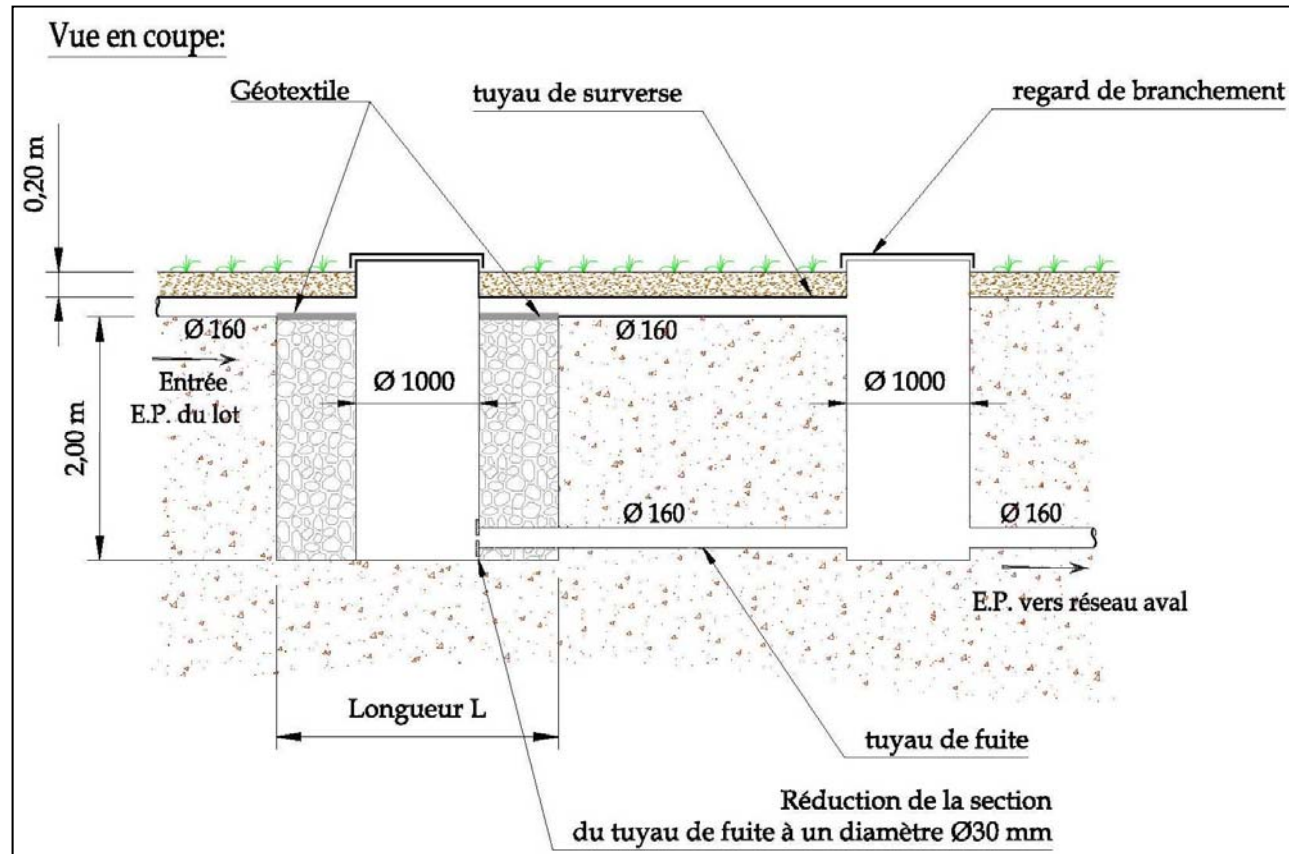 Vue en coupe:
Géotextile
tuyau de surverse
regard de branchement
0,20 m
Ø 160
Ø 160
Entrée
E.P. du lot
Ø 1000
Ø 1000
2,00 m
Ø 160
Ø 160
E.P. vers réseau aval
Longueur L
tuyau de fuite
Réduction de la section
du tuyau de fuite à un diamètre Ø30 mm